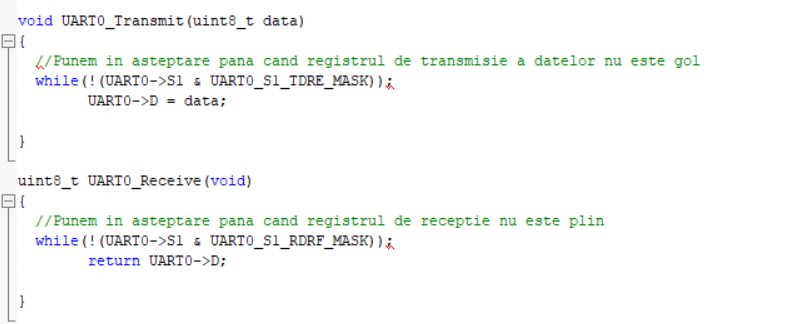 void UART0_Transmit(uint8_t data)
{
//Punem in asteptare pana cand registrul de transmisie a datelor nu este gol
while(!(UART0->S1 & UART0_S1_TDRE_MASK));
UART0->D = data;
}
uint8_t UART0_Receive(void)
{
//Punem in asteptare pana cand registrul de receptie nu este plin
while(!(UART0->S1 & UART0_S1_RDRF_MASK));
return UART0->D;
}